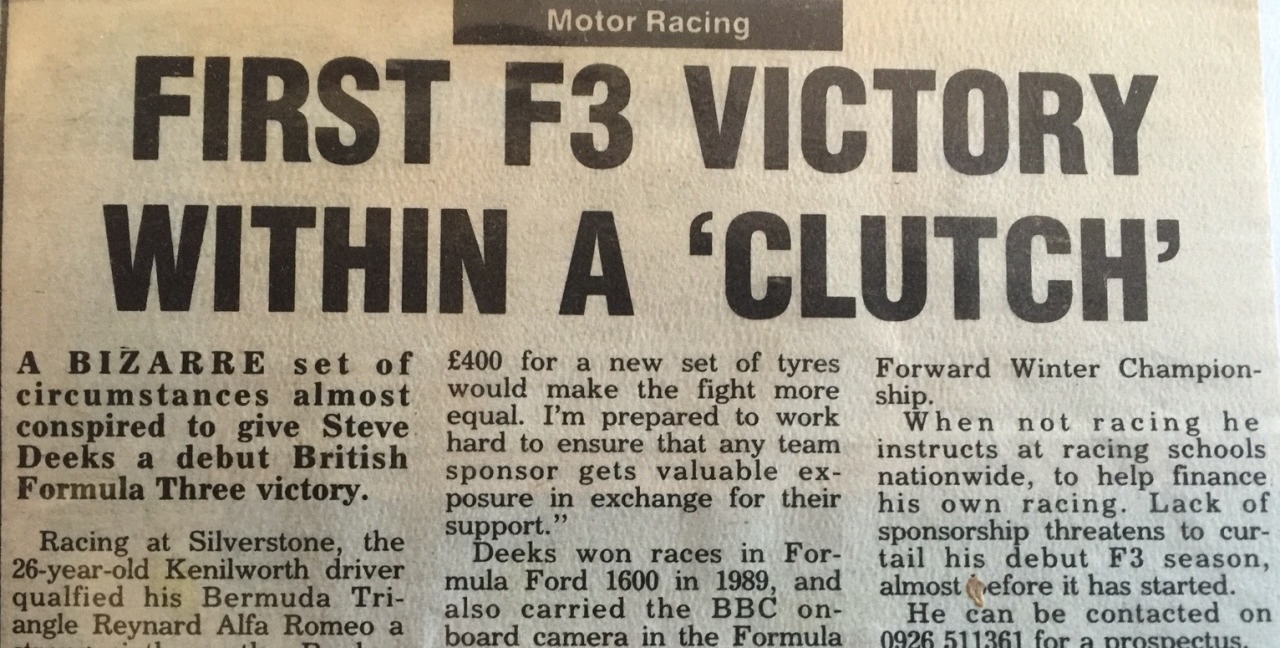 Motor Racing
FIRST F3 VICTORY
WITHIN A ‘CLUTCH’
A BIZARRE set of
circumstances almost
conspired to give Steve
Deeks a debut British
Formula Three victory.
Racing at Silverstone, the
26-year-old Kenilworth driver
qualfied his Bermuda Tri-
angle Reynard Alfa Romeo a
£400 for a new set of tyres
would make the fight more
equal. I'm prepared to work
hard to ensure that any team
sponsor gets valuable ex-
posure in exchange for their
support.”
Deeks won races in For-
mula Ford 1600 in 1989, and
also carried the BBC on-
board camera in the Formula
Forward Winter Champion-
ship.
When not racing he
instructs at racing schools
nationwide, to help finance
his own racing. Lack of
sponsorship threatens to cur-
tail his debut F3 season,
almost efore it has started.
He can be contacted on
0926 511361 for a prospectus.